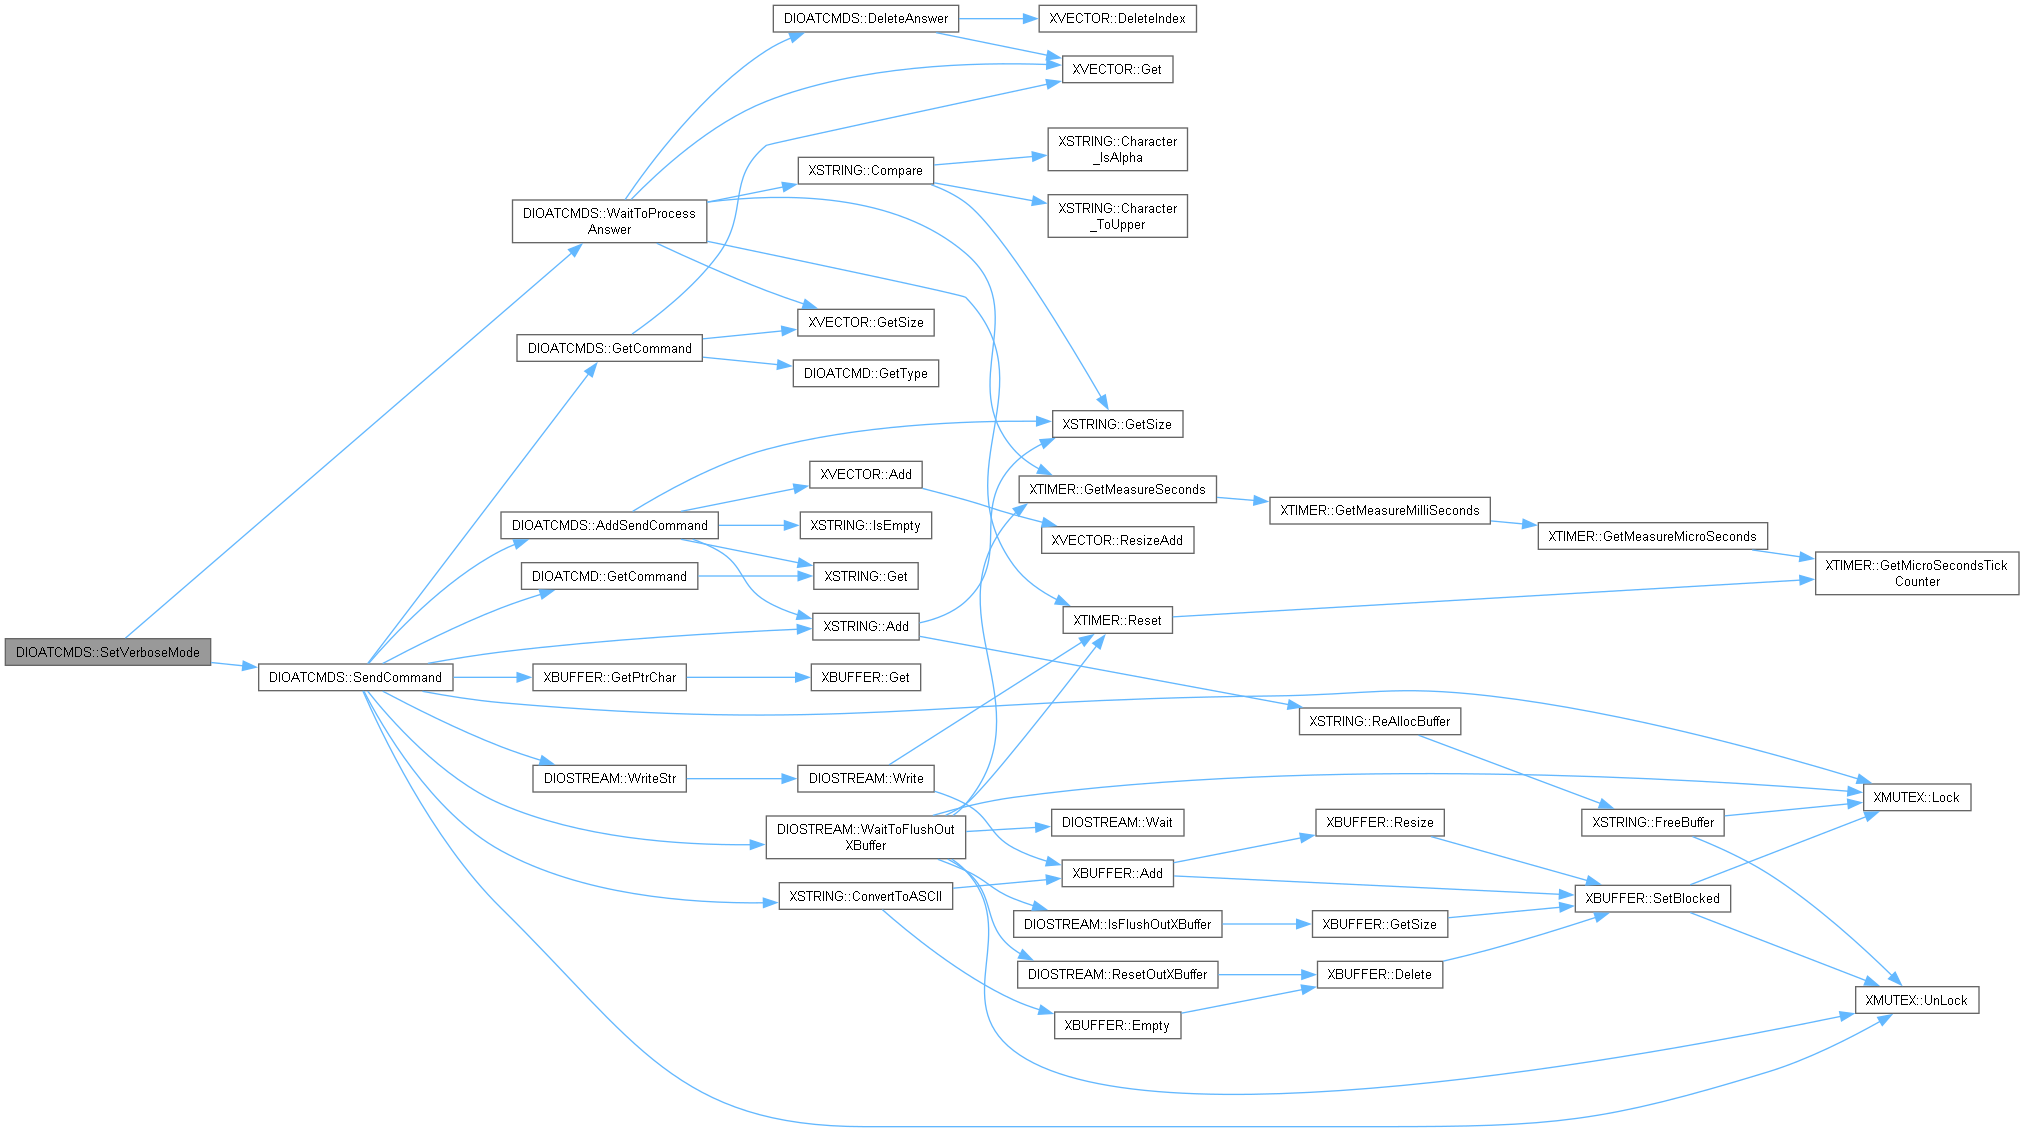 DIOATCMDS::DeleteAnswer
XVECTOR::DeleteIndex
XVECTOR::Get
XSTRING::Character
_IsAlpha
XSTRING::Compare
XSTRING::Character
_ToUpper
DIOATCMDS::WaitToProcess
Answer
XVECTOR::GetSize
DIOATCMDS::GetCommand
DIOATCMD::GetType
XSTRING::GetSize
XVECTOR::Add
XTIMER::GetMeasureSeconds
XTIMER::GetMeasureMilliSeconds
DIOATCMDS::AddSendCommand
XSTRING::IsEmpty
XVECTOR::ResizeAdd
XTIMER::GetMeasureMicroSeconds
XTIMER::GetMicroSecondsTick
Counter
DIOATCMD::GetCommand
XSTRING::Get
XSTRING::Add
XTIMER::Reset
DIOATCMDS::SetVerboseMode
DIOATCMDS::SendCommand
XBUFFER::GetPtrChar
XBUFFER::Get
XSTRING::ReAllocBuffer
DIOSTREAM::WriteStr
DIOSTREAM::Write
XMUTEX::Lock
DIOSTREAM::WaitToFlushOut
XBuffer
DIOSTREAM::Wait
XBUFFER::Resize
XSTRING::FreeBuffer
XBUFFER::Add
XSTRING::ConvertToASCII
XBUFFER::SetBlocked
DIOSTREAM::IsFlushOutXBuffer
XBUFFER::GetSize
DIOSTREAM::ResetOutXBuffer
XBUFFER::Delete
XMUTEX::UnLock
XBUFFER::Empty